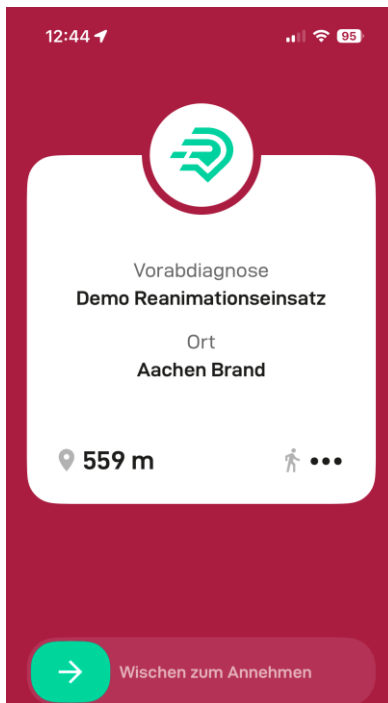 12:44
95
Vorabdiagnose
Demo Reanimationseinsatz
Ort
Aachen Brand
559 m
•••
Wischen zum Annehmen